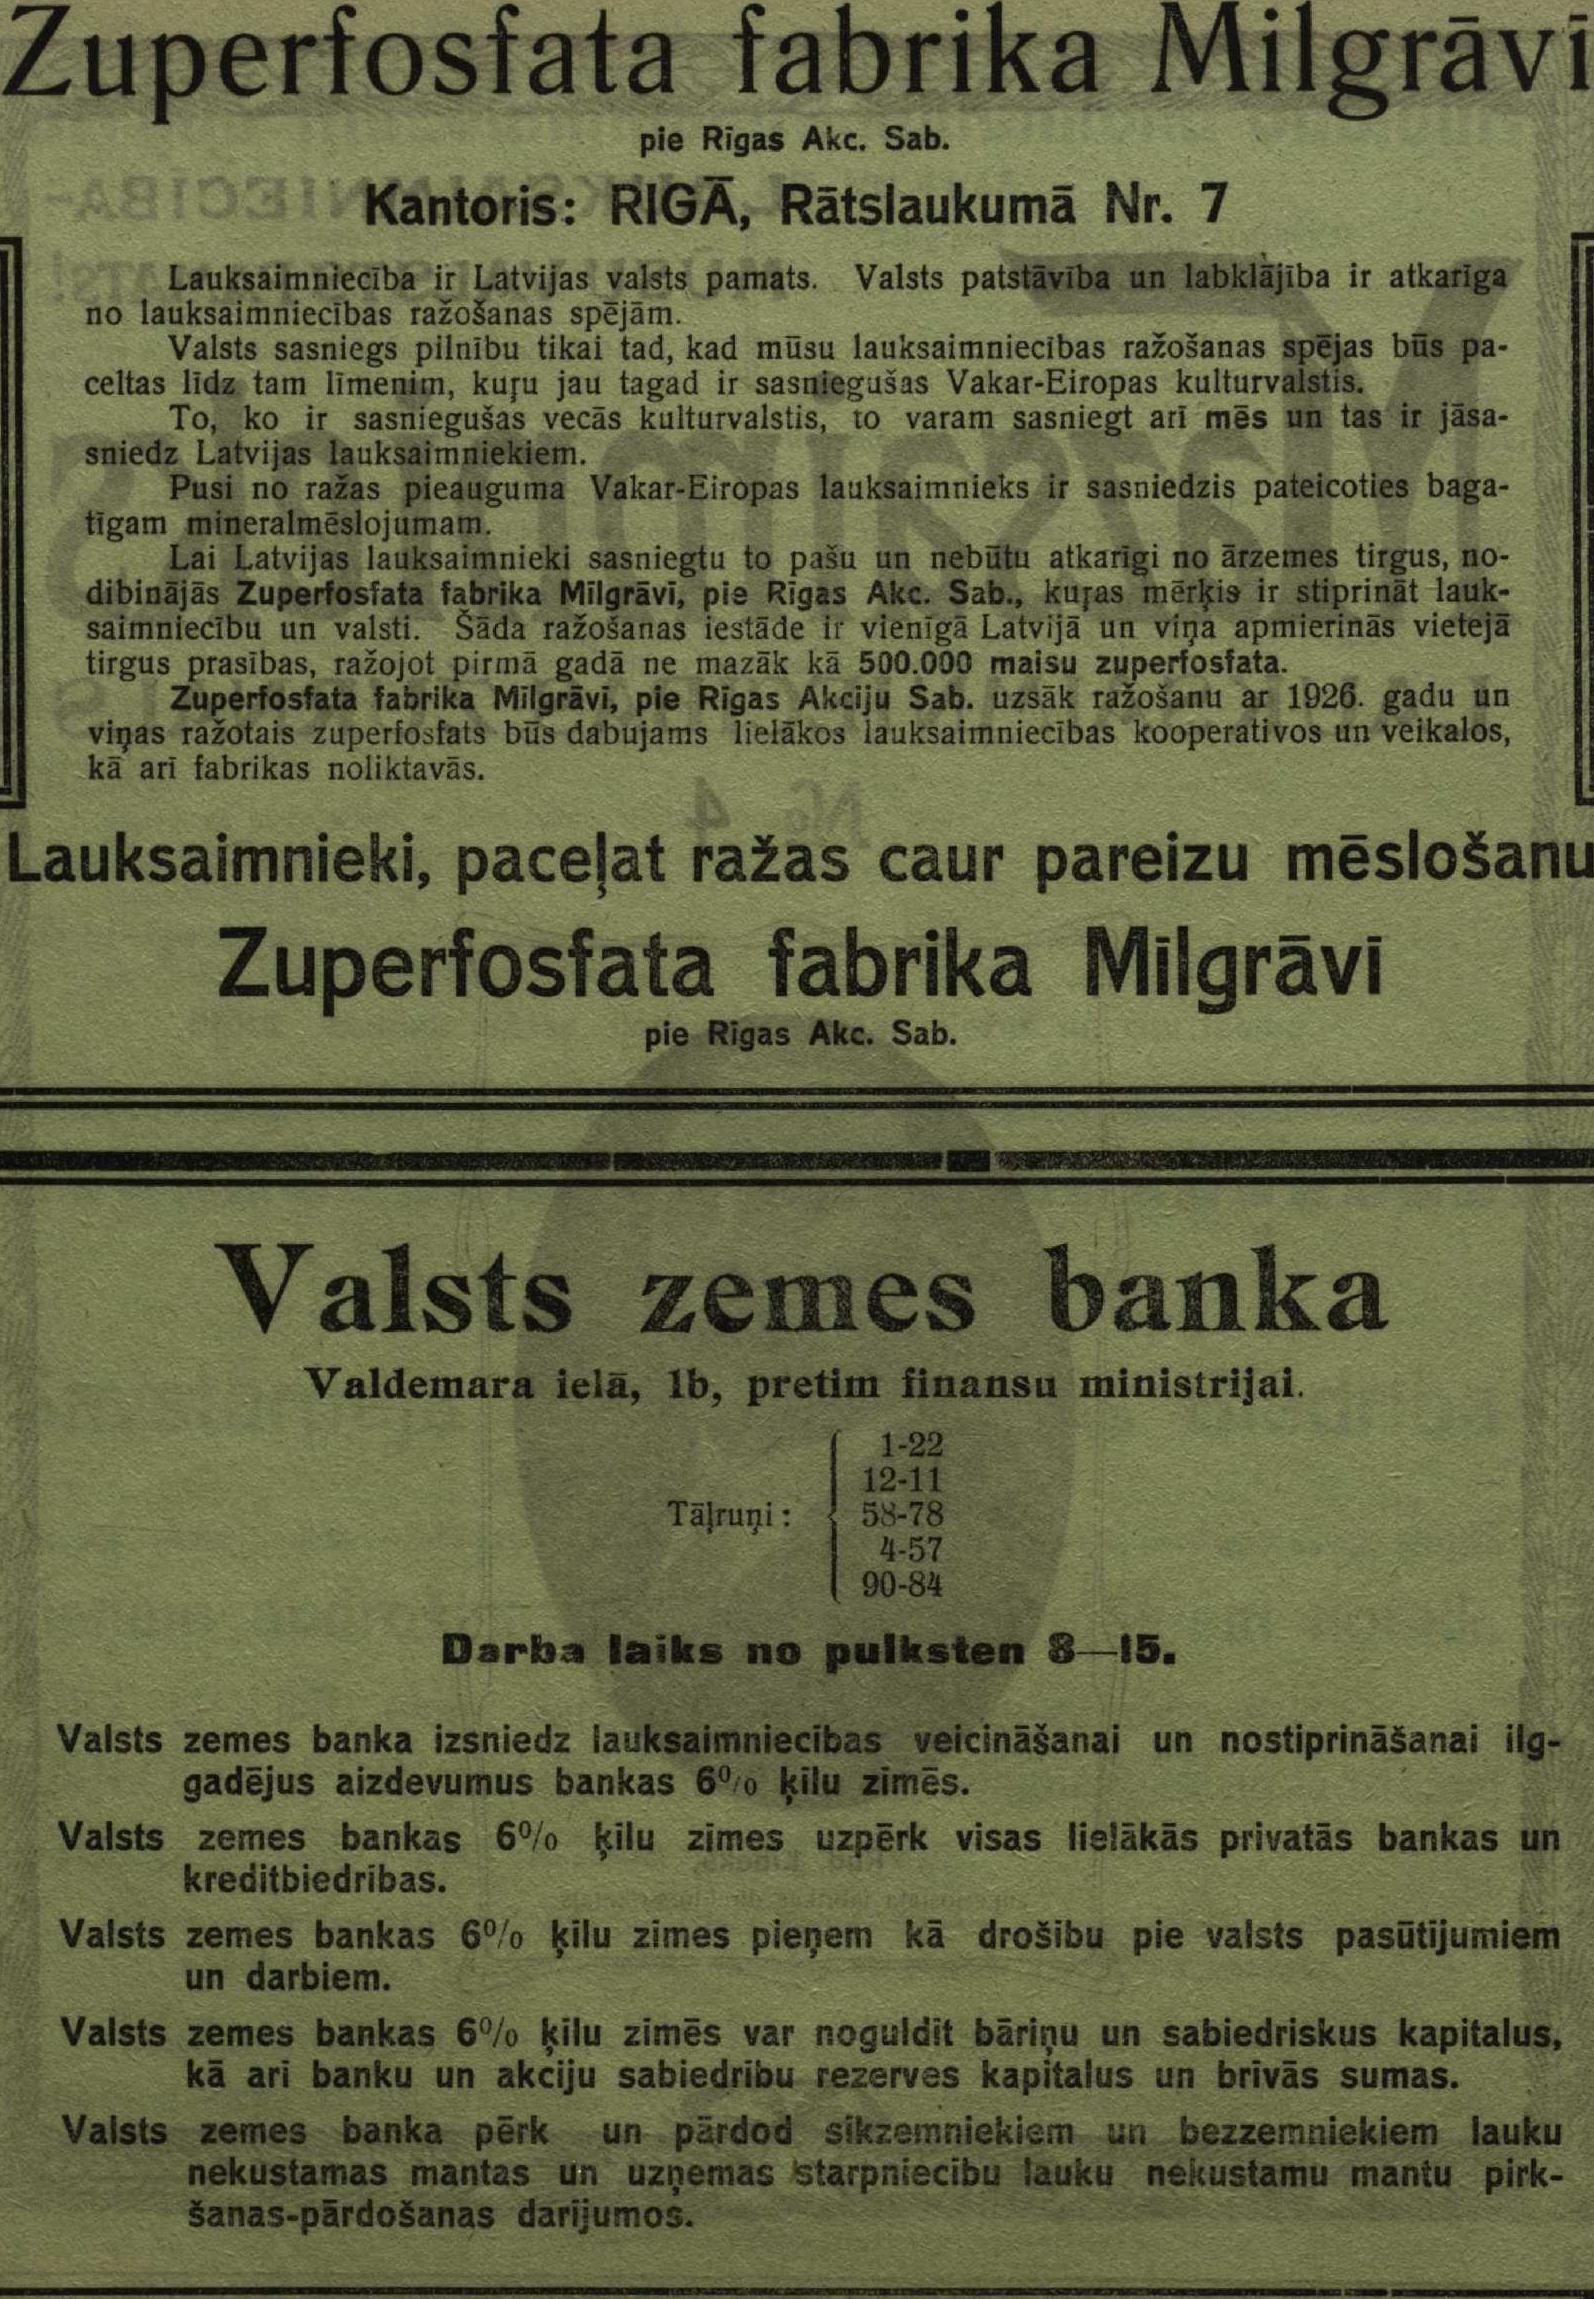 Zuperfosfata fabrika Milgrāvī
pie Rīgas Akc. Sab.
Kantoris: RIGĀ, Rātslaukumā Nr. 7
Lauksaimniecība ir Latvijas valsts pamats. Valsts patstāvība un labklājība ir atkarīga
no lauksaimniecības ražošanas spējām.
Valsts sasniegs pilnību tikai tad, kad mūsu lauksaimniecības ražošanas spējas būs pa-
celtas līdz tam līmenim, kuŗu jau tagad ir sasniegušas Vakar-Eiropas kulturvalstis.
To, ko ir sasniegušas vecās kulturvalstis, to varam sasniegt arī mēs un tas ir jāsa-
sniedz Latvijas lauksaimniekiem.
Pusi no ražas pieauguma Vakar-Eiropas lauksaimnieks ir sasniedzis pateicoties baga-
tīgam mineralmēslojumam.
Lai Latvijas lauksaimnieki sasniegtu to pašu un nebūtu atkarīgi no ārzemes tirgus, no-
dibinājās Zuperfosfata fabrika Mīlgrāvī, pie Rīgas Akc. Sab., kuŗas mērķis ir stiprināt lauk-
saimniecību un valsti. Šāda ražošanas iestāde ir vienīgā Latvijā un viņa apmierinās vietejā
tirgus prasības, ražojot pirmā gadā ne mazāk kā 500.000 maisu zuperfosfata.
Zuperfosfata fabrika Mīlgrāvī, pie Rīgas Akciju Sab. uzsāk ražošanu ar 1926. gadu un
viņas ražotais zuperfosfats būs dabujams lielākos lauksaimniecības kooperativos un veikalos,
kā arī fabrikas noliktavās.
Lauksaimnieki, paceļat ražas caur pareizu mēslošanu
Zuperfosfata fabrika Mīlgrāvī
pie Rīgas Akc. Sab.
Valsts zemes banka
Valdemara ielā, 1b, pretim finansu ministrijai.
1-22
12-11
Tāļruņi: 58-78
4-57
90-84
Darba laiks no pulksten 8—15.
Valsts zemes banka izsniedz lauksaimniecības veicināšanai un nostiprināšanai ilg-
gadējus aizdevumus bankas 6% ķīlu zīmēs.
Valsts zemes bankas 6% ķīlu zīmes uzpērk visas lielākās privatās bankas un
kreditbiedrības.
Valsts zemes bankas 6% ķīlu zīmes pieņem kā drošību pie valsts pasūtījumiem
un darbiem.
Valsts zemes bankas 6% ķīlu zīmēs var noguldīt bāriņu un sabiedriskus kapitalus,
kā arī banku un akciju sabiedrību rezerves kapitalus un brīvās sumas.
Valsts zemes banka pērk un pārdod sīkzemniekiem un bezzemniekiem lauku
nekustamas mantas un uzņemas starpniecību lauku nekustamu mantu pirk-
šanas-pārdošanas darījumos.